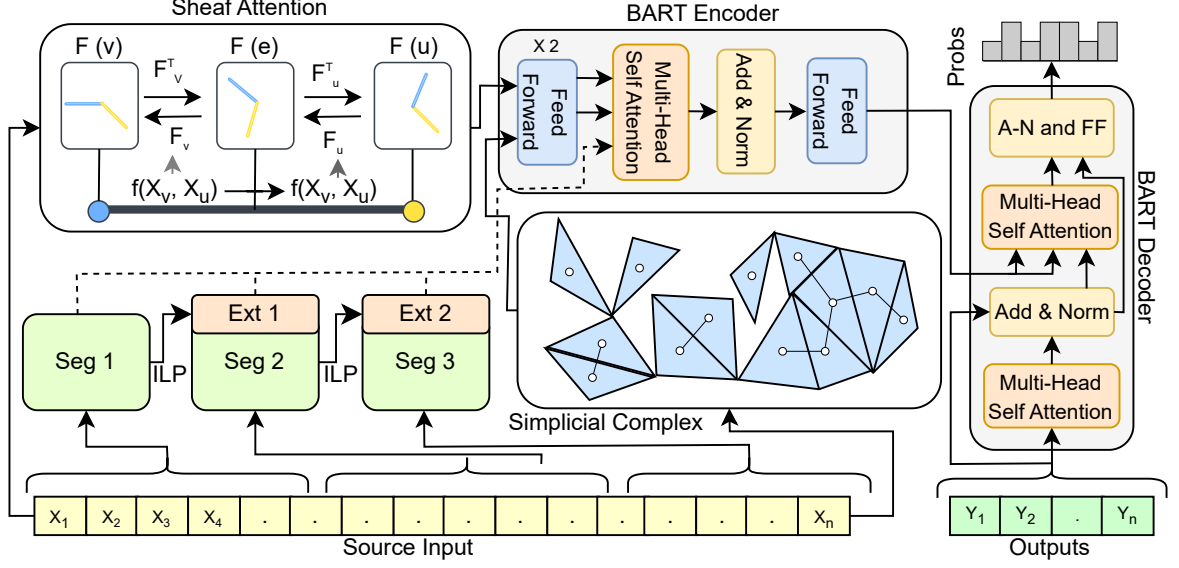 Sheaf Attention
F (v)
F (e)
F (u)
F^T_v
F^T_u
F_v
F_u
f(X_v, X_u)
f(X_v, X_u)
BART Encoder
X 2
Feed
Forward
Multi-Head
Self Attention
Add & Norm
Feed
Forward
Probs
A-N and FF
Multi-Head
Self Attention
Add & Norm
Multi-Head
Self Attention
BART Decoder
Seg 1
ILP
Ext 1
Seg 2
ILP
Ext 2
Seg 3
Simplicial Complex
X_1 X_2 X_3 X_4 . . . . . . . . . . . X_n
Source Input
Y_1 Y_2 . Y_n
Outputs